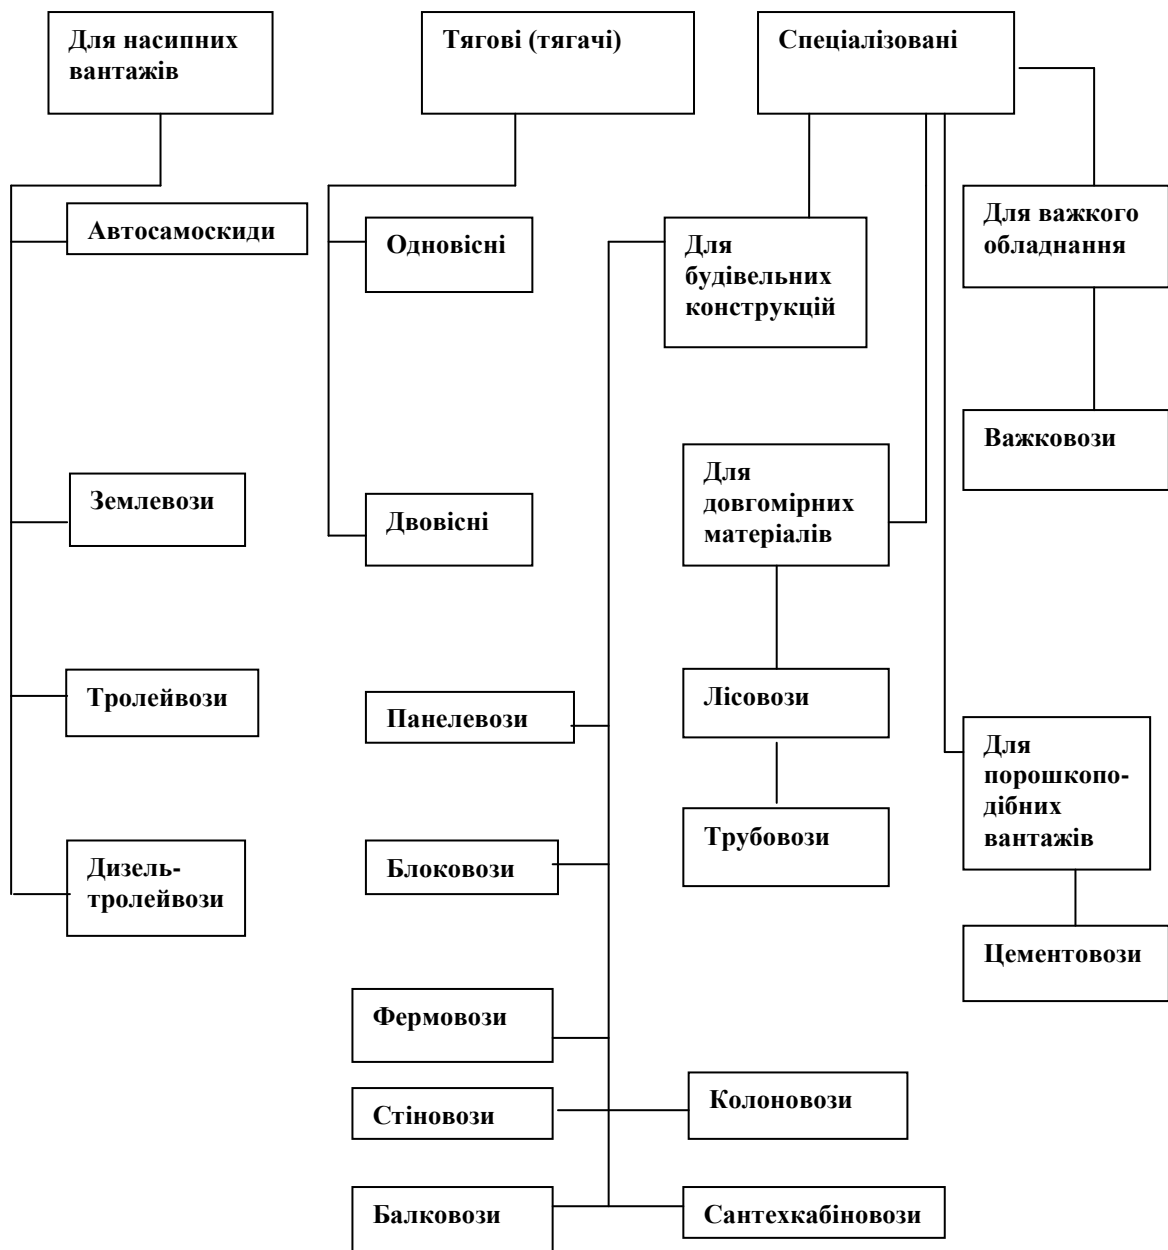 Для насипних
вантажів
Тягові (тягачі)
Спеціалізовані
Автосамоскиди
Одновісні
Для
будівельних
конструкцій
Для важкого
обладнання
Важковози
Землевози
Двовісні
Для
довгомірних
матеріалів
Тролейвози
Панелевози
Лісовози
Для
порошкопо-
дібних
вантажів
Дизель-
тролейвози
Блоковози
Трубовози
Цементовози
Фермовози
Стіновози
Колоновози
Балковози
Сантехкабіновози